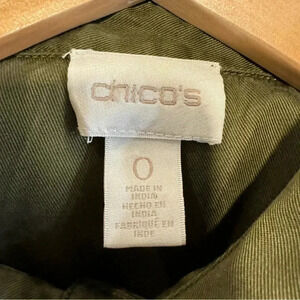 chico's
0
MADE IN
INDIA
HECHO EN
INDIA
FABRIQUÉ EN
INDE